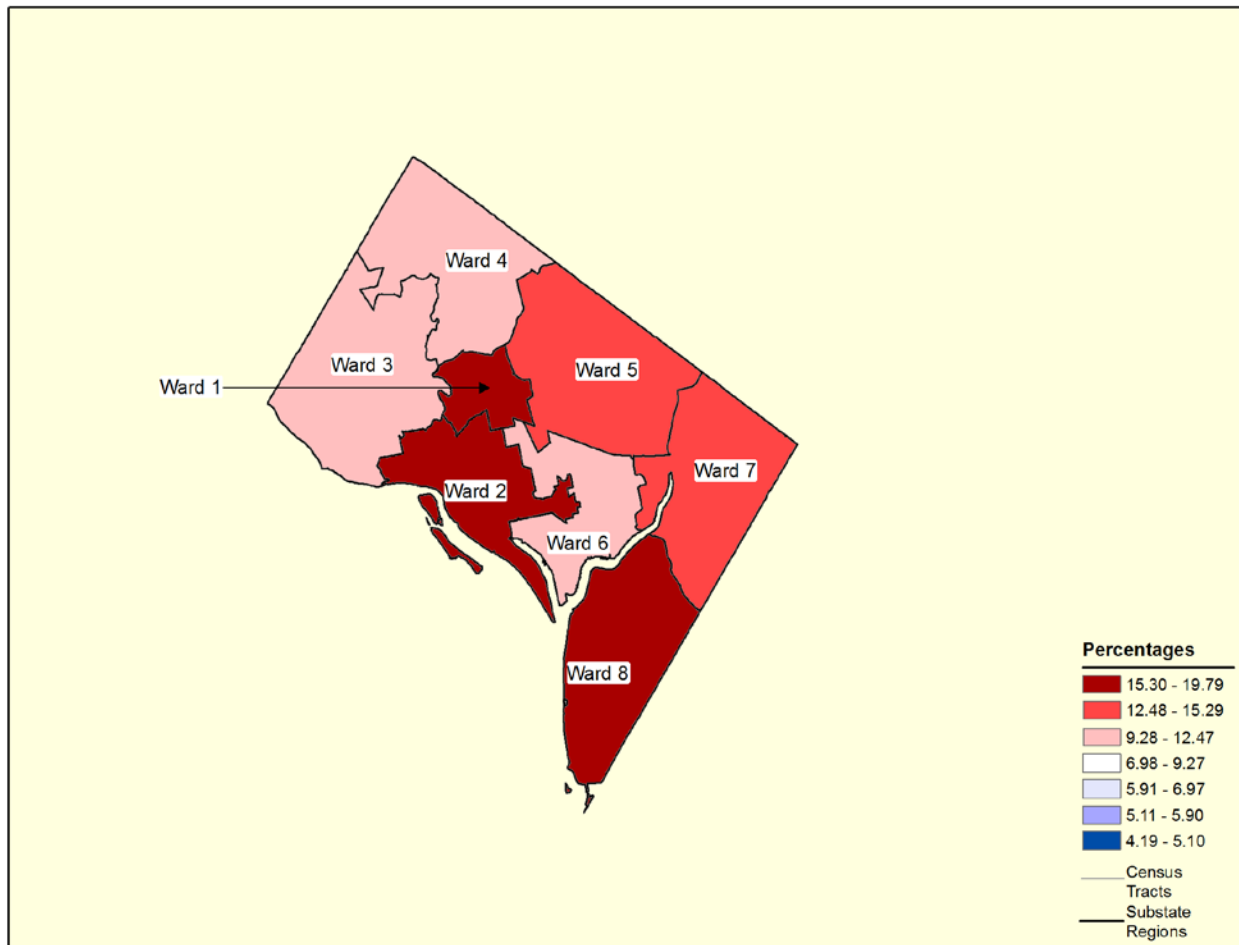 Ward 4
Ward 3
Ward 5
Ward 1
Ward 7
Ward 2
Ward 6
Ward 8
Percentages
15.30 - 19.79
12.48 - 15.29
9.28 - 12.47
6.98 - 9.27
5.91 - 6.97
5.11 - 5.90
4.19 - 5.10
Census
Tracts
Substate
Regions